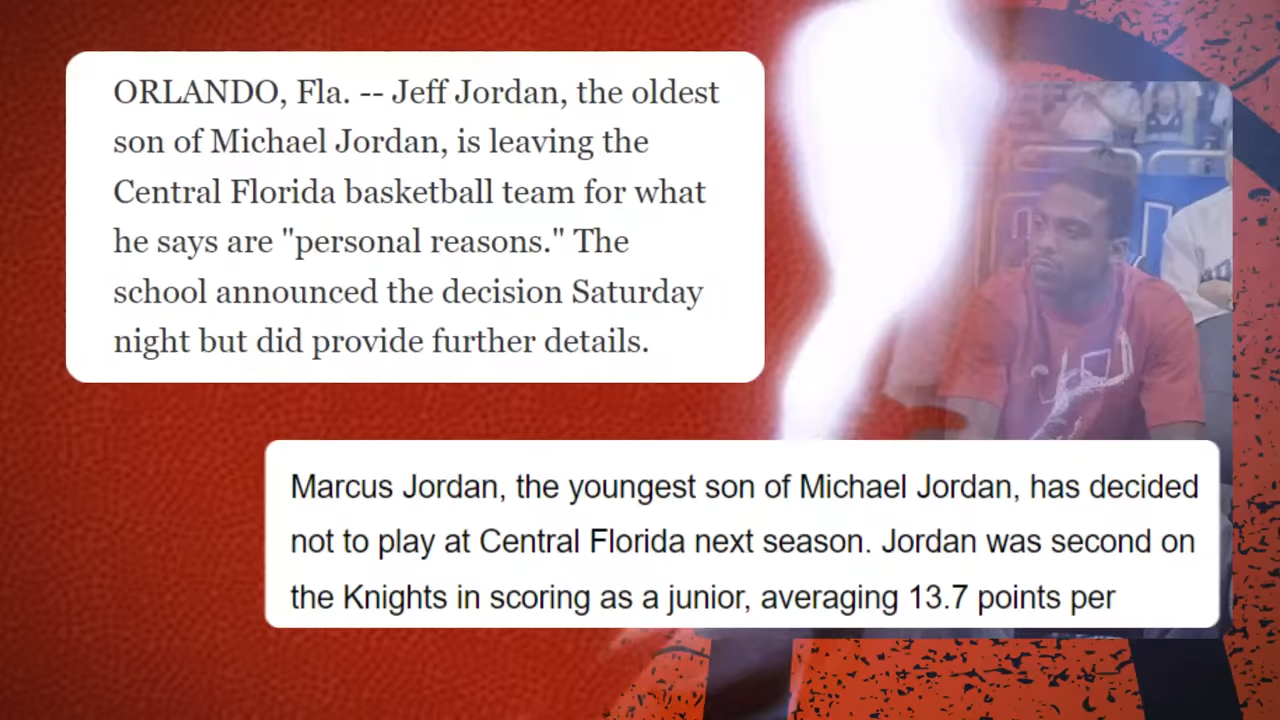 ORLANDO, Fla. -- Jeff Jordan, the oldest
son of Michael Jordan, is leaving the
Central Florida basketball team for what
he says are "personal reasons." The
school announced the decision Saturday
night but did provide further details.
Marcus Jordan, the youngest son of Michael Jordan, has decided
not to play at Central Florida next season. Jordan was second on
the Knights in scoring as a junior, averaging 13.7 points per